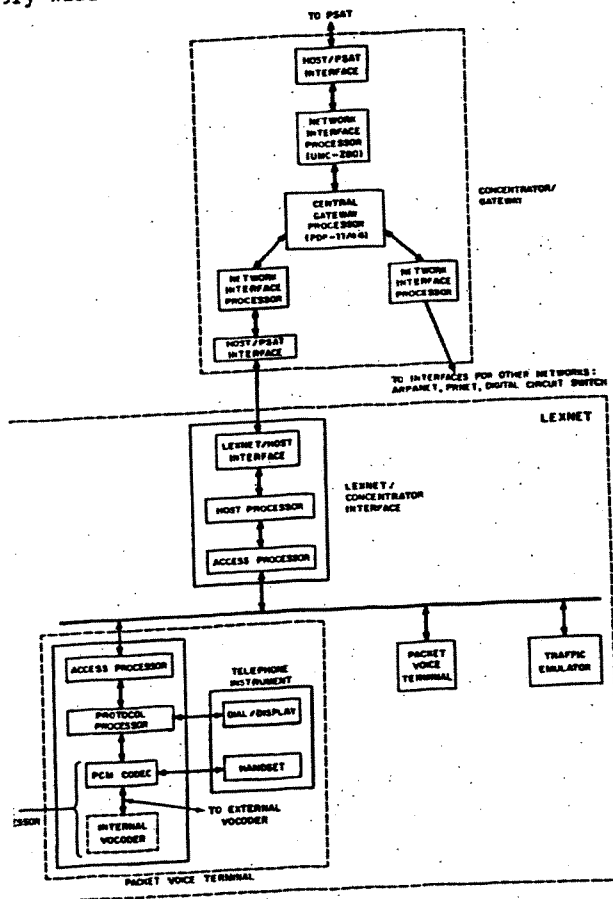 TO PSAT
HOST/PSAT
INTERFACE
NETWORK
INTERFACE
PROCESSOR
(UMC-Z80)
CENTRAL
GATEWAY
PROCESSOR
(PDP-11/44)
CONCENTRATOR/
GATEWAY
NETWORK
INTERFACE
PROCESSOR
NETWORK
INTERFACE
PROCESSOR
HOST/PSAT
INTERFACE
TO INTERFACES FOR OTHER NETWORKS:
ARPANET, PRNET, DIGITAL CIRCUIT SWITCH
LEXNET
LEXNET/HOST
INTERFACE
HOST PROCESSOR
ACCESS PROCESSOR
LEXNET/
CONCENTRATOR
INTERFACE
ACCESS PROCESSOR
PROTOCOL
PROCESSOR
PCM CODEC
INTERNAL
VOCODER
TELEPHONE
INSTRUMENT
DIAL/DISPLAY
HANDSET
TO EXTERNAL
VOCODER
PACKET
VOICE
TERMINAL
TRAFFIC
EMULATOR
ESSOR
PACKET VOICE TERMINAL